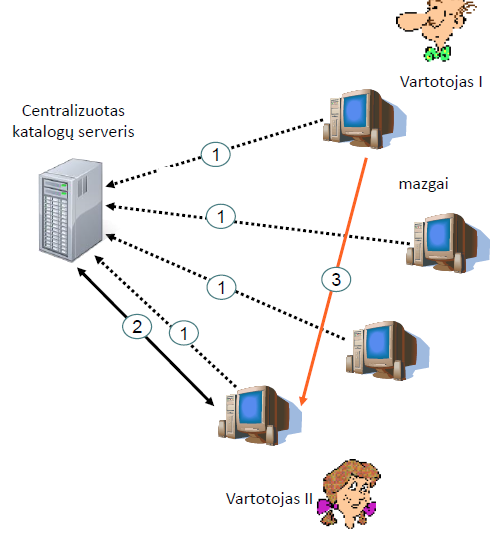 Vartotojas I
Centralizuotas
katalogų serveris
1
mazgai
1
3
1
2
1
Vartotojas II